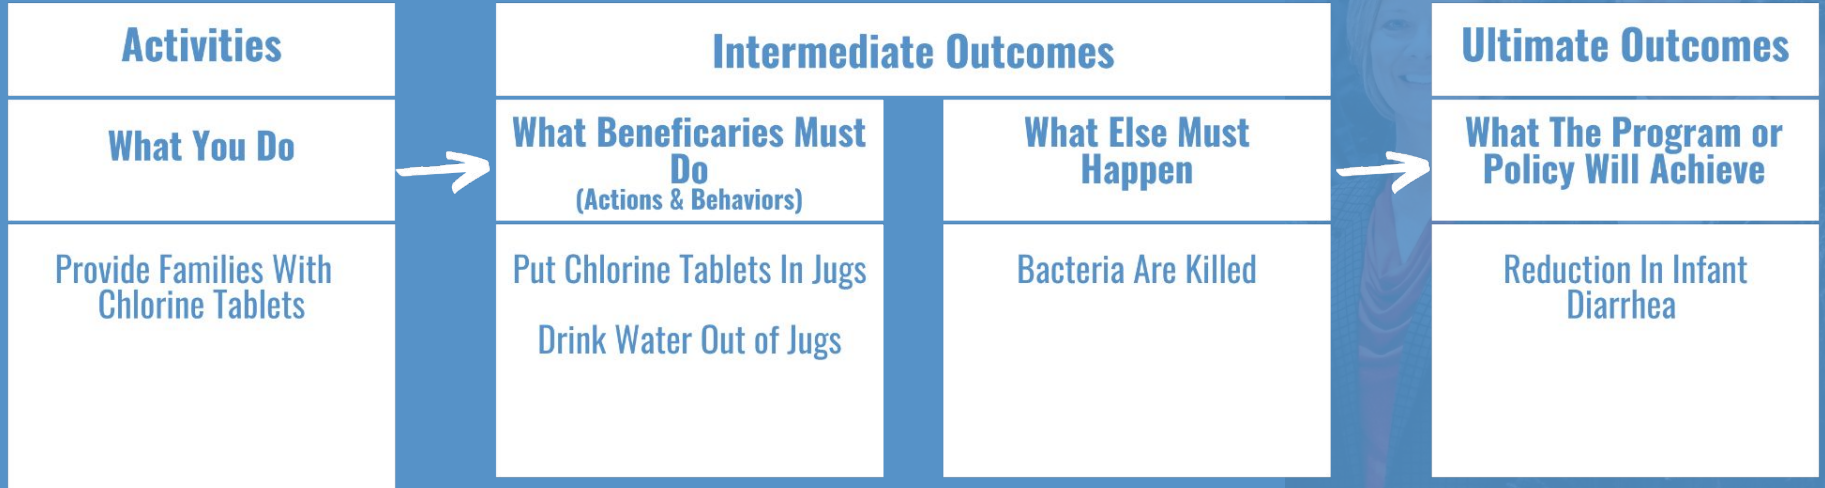 Activities
Intermediate Outcomes
Ultimate Outcomes
What You Do
What Beneficaries Must
Do
(Actions & Behaviors)
What Else Must
Happen
What The Program or
Policy Will Achieve
Provide Families With
Chlorine Tablets
Put Chlorine Tablets In Jugs
Drink Water Out of Jugs
Bacteria Are Killed
Reduction In Infant
Diarrhea